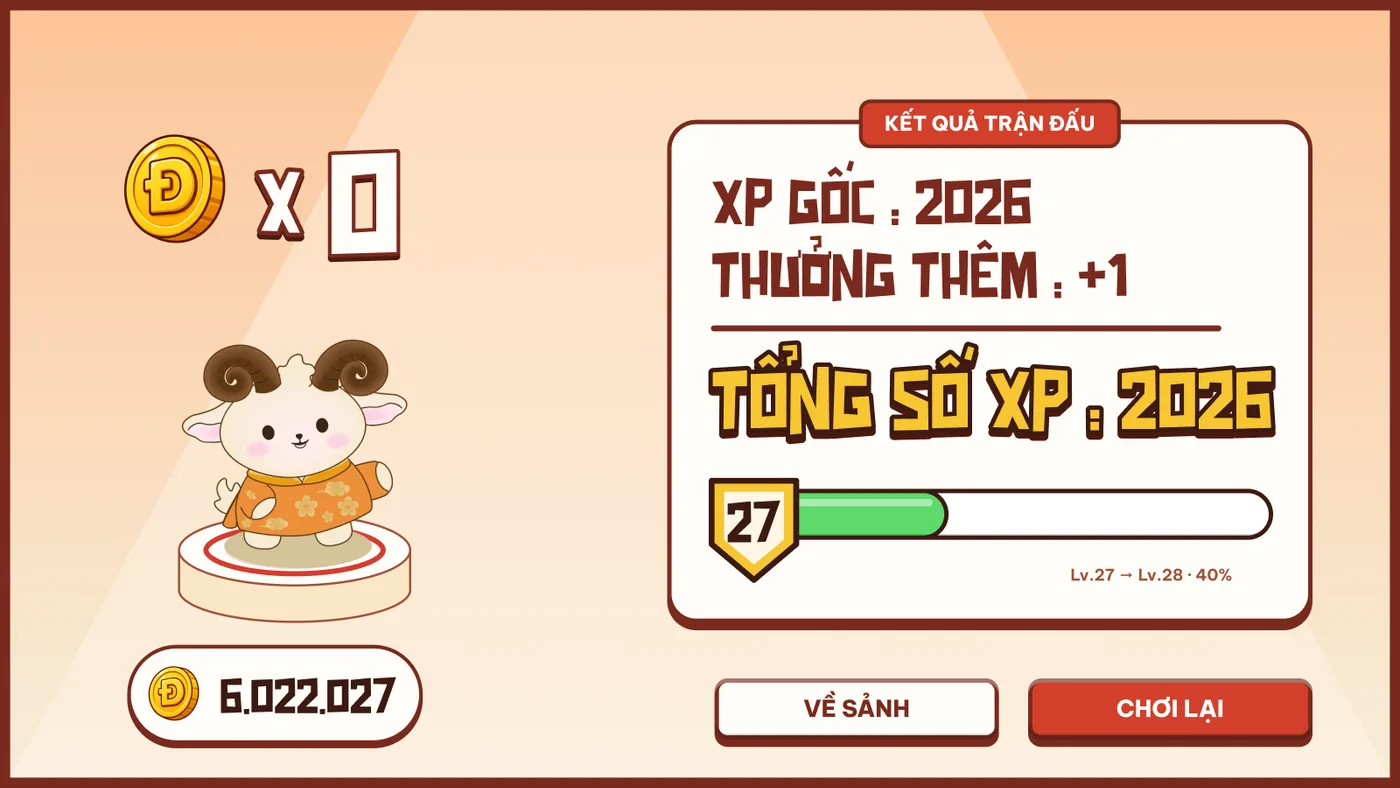 KẾT QUẢ TRẬN ĐẤU
Đ X 0
XP GỐC : 2026
THƯỞNG THÊM : +1
TỔNG SỐ XP : 2026
27
Lv.27 → Lv.28 · 40%
Đ 6.022.027
VỀ SẢNH
CHƠI LẠI